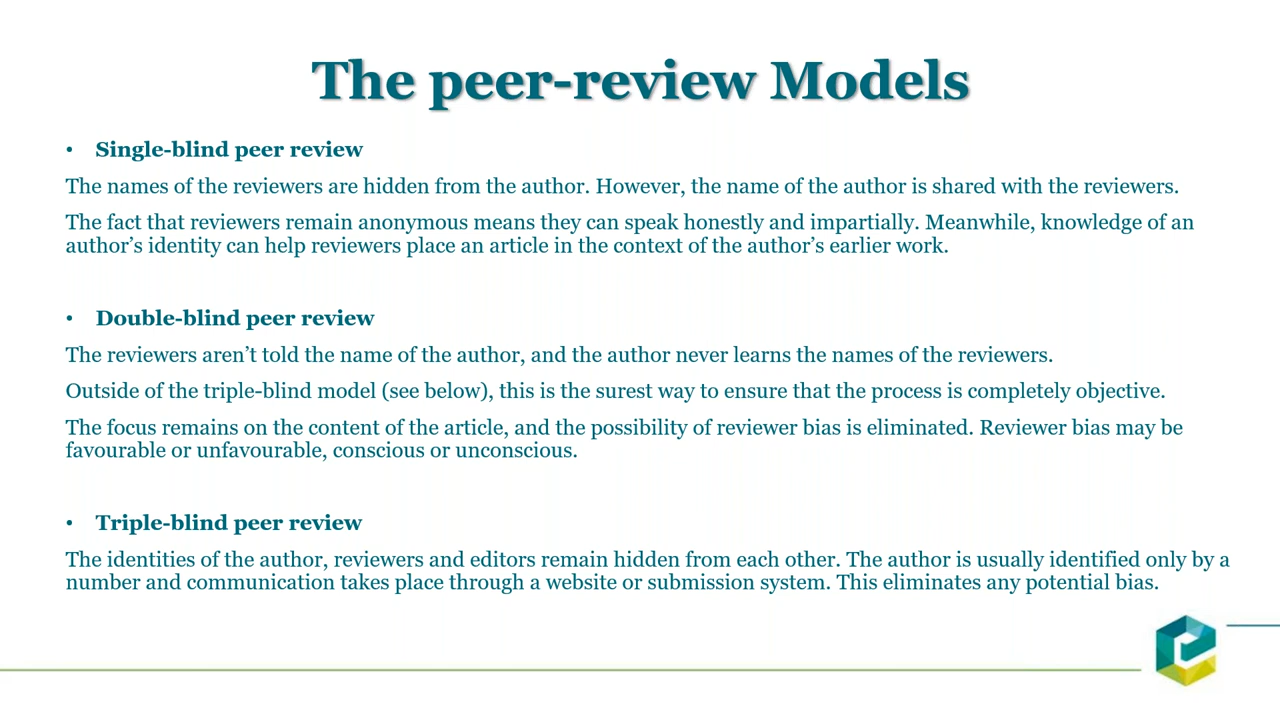 The peer-review Models
• Single-blind peer review
The names of the reviewers are hidden from the author. However, the name of the author is shared with the reviewers.
The fact that reviewers remain anonymous means they can speak honestly and impartially. Meanwhile, knowledge of an
author’s identity can help reviewers place an article in the context of the author’s earlier work.
• Double-blind peer review
The reviewers aren’t told the name of the author, and the author never learns the names of the reviewers.
Outside of the triple-blind model (see below), this is the surest way to ensure that the process is completely objective.
The focus remains on the content of the article, and the possibility of reviewer bias is eliminated. Reviewer bias may be
favourable or unfavourable, conscious or unconscious.
• Triple-blind peer review
The identities of the author, reviewers and editors remain hidden from each other. The author is usually identified only by a
number and communication takes place through a website or submission system. This eliminates any potential bias.